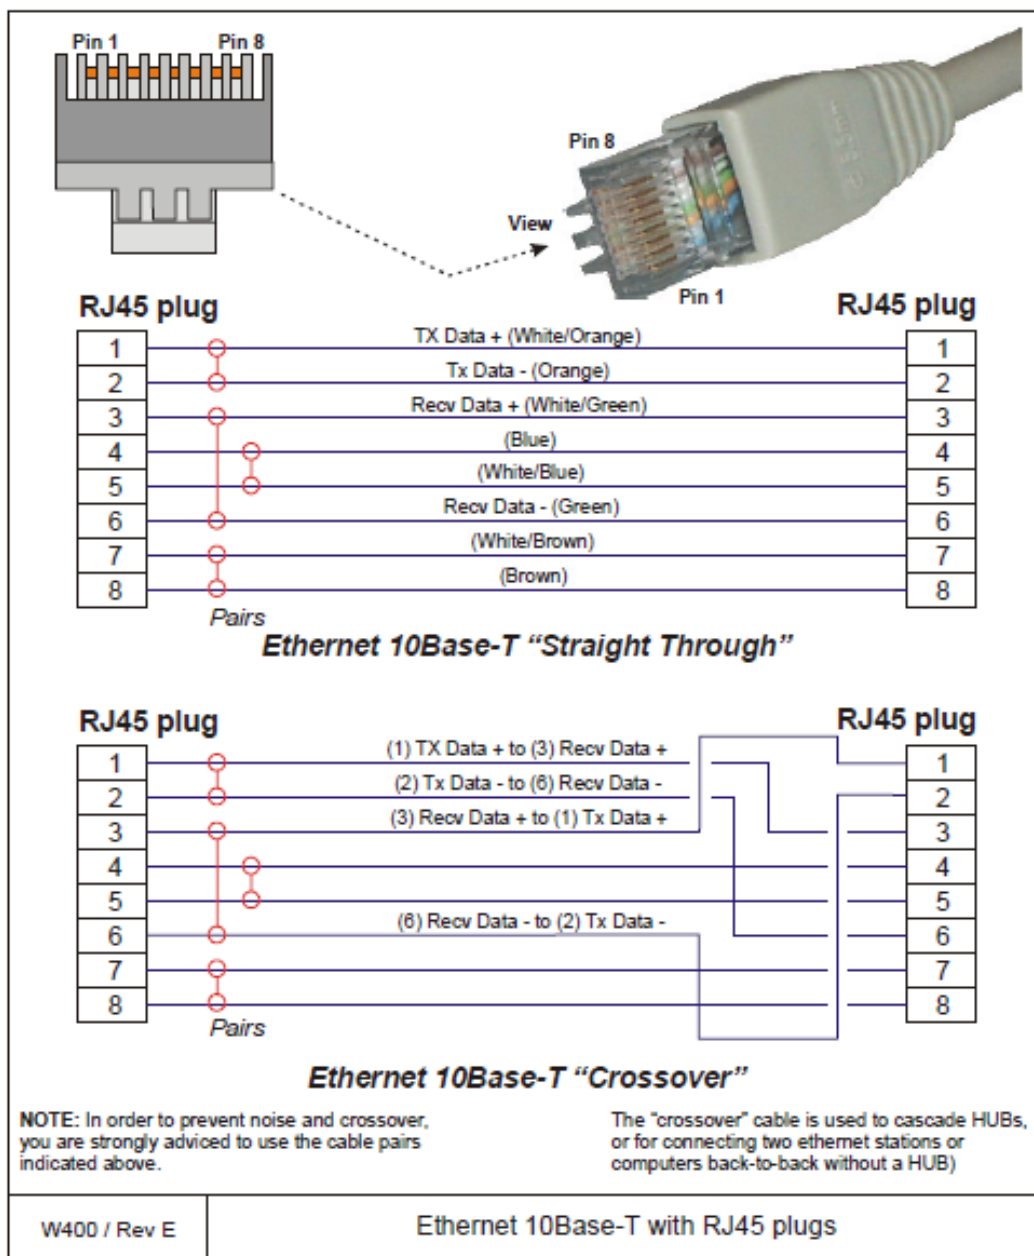 Pin 1
Pin 8
Pin 8
View
Pin 1
RJ45 plug
RJ45 plug
1
TX Data + (White/Orange)
1
2
Tx Data - (Orange)
2
3
Recv Data + (White/Green)
3
4
(Blue)
4
5
(White/Blue)
5
6
Recv Data - (Green)
6
7
(White/Brown)
7
8
(Brown)
8
Pairs
Ethernet 10Base-T “Straight Through”
RJ45 plug
RJ45 plug
1
(1) TX Data + to (3) Recv Data +
1
2
(2) Tx Data - to (6) Recv Data -
2
3
(3) Recv Data + to (1) Tx Data +
3
4
4
5
5
6
(6) Recv Data - to (2) Tx Data -
6
7
7
8
8
Pairs
Ethernet 10Base-T “Crossover”
NOTE: In order to prevent noise and crossover,
you are strongly adviced to use the cable pairs
indicated above.
The “crossover” cable is used to cascade HUBs,
or for connecting two ethernet stations or
computers back-to-back without a HUB)
W400 / Rev E
Ethernet 10Base-T with RJ45 plugs